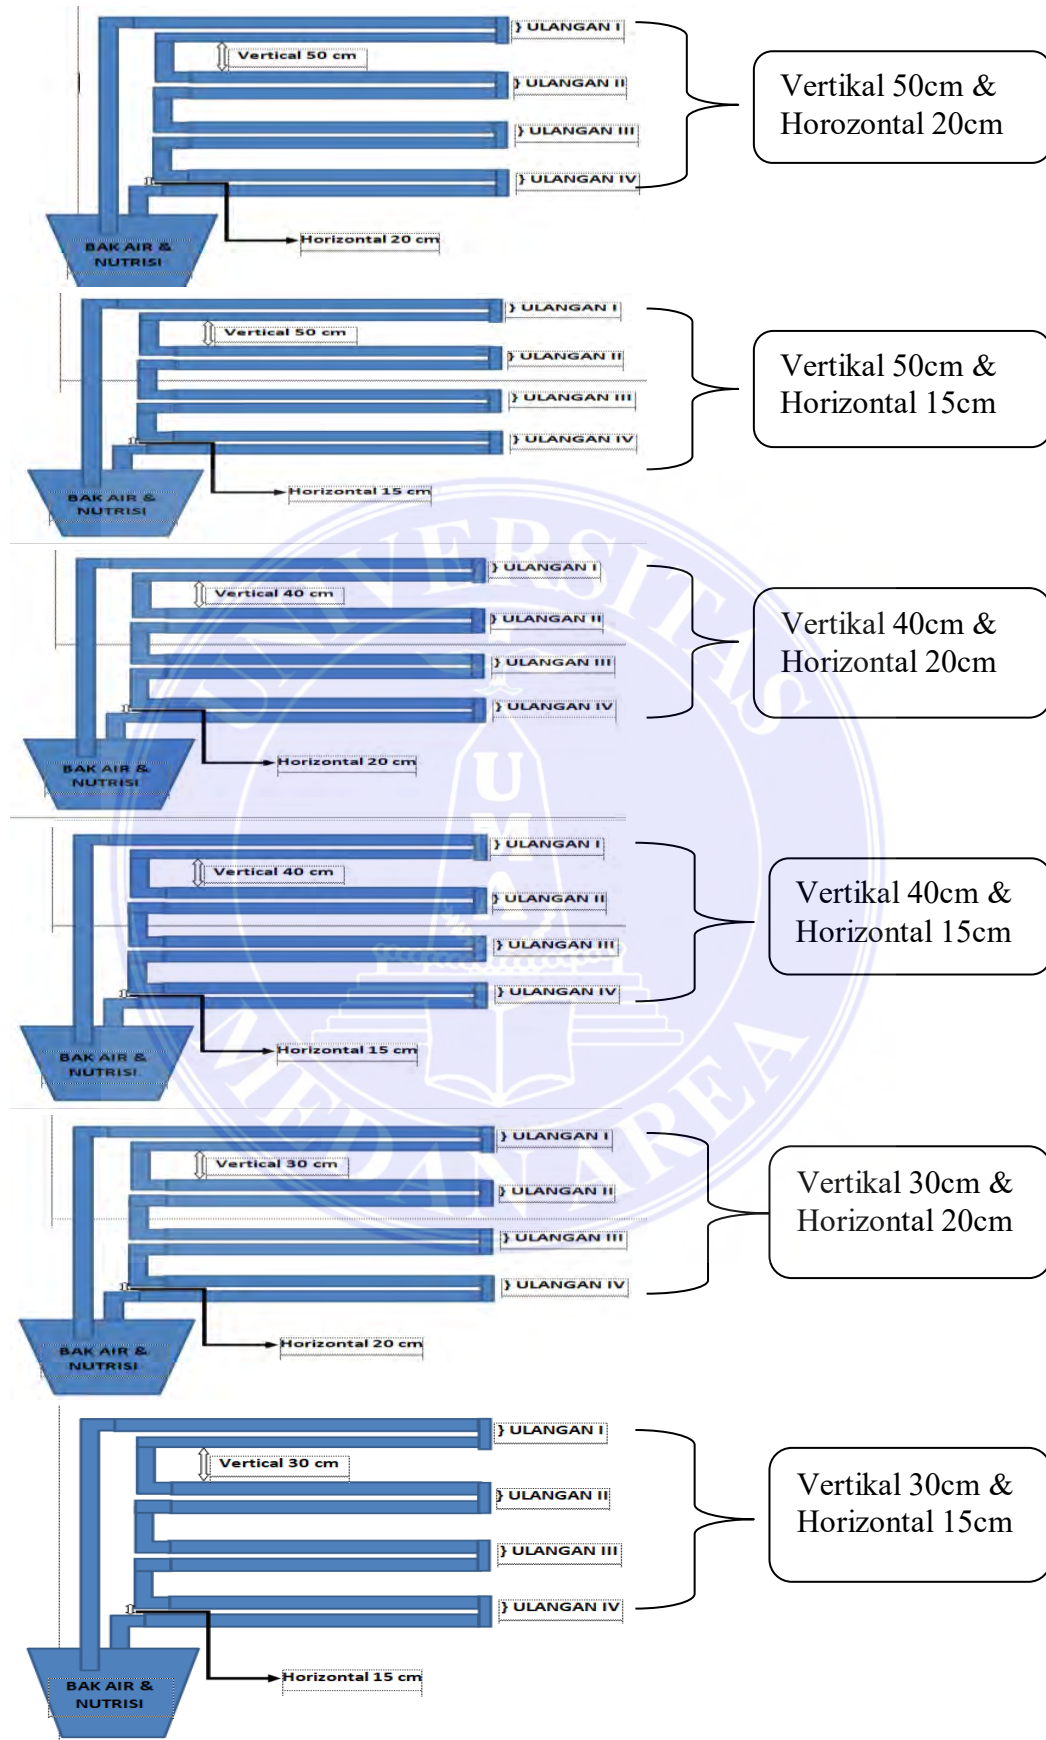 } ULANGAN I
Vertical 50 cm
} ULANGAN II
} ULANGAN III
} ULANGAN IV
Horizontal 20 cm
BAK AIR &
NUTRISI
Vertikal 50cm &
Horozontal 20cm
} ULANGAN I
Vertical 50 cm
} ULANGAN II
} ULANGAN III
} ULANGAN IV
Horizontal 15 cm
BAK AIR &
NUTRISI
Vertikal 50cm &
Horizontal 15cm
} ULANGAN I
Vertical 40 cm
} ULANGAN II
} ULANGAN III
} ULANGAN IV
Horizontal 20 cm
BAK AIR &
NUTRISI
Vertikal 40cm &
Horizontal 20cm
} ULANGAN I
Vertical 40 cm
} ULANGAN II
} ULANGAN III
} ULANGAN IV
Horizontal 15 cm
BAK AIR &
NUTRISI.
Vertikal 40cm &
Horizontal 15cm
} ULANGAN I
Vertical 30 cm
} ULANGAN II
} ULANGAN III
} ULANGAN IV
Horizontal 20 cm
BAK AIR &
NUTRISI
Vertikal 30cm &
Horizontal 20cm
} ULANGAN I
Vertical 30 cm
} ULANGAN II
} ULANGAN III
} ULANGAN IV
Horizontal 15 cm
BAK AIR &
NUTRISI
Vertikal 30cm &
Horizontal 15cm
UNIVERSITAS
MEDAN AREA
UMA